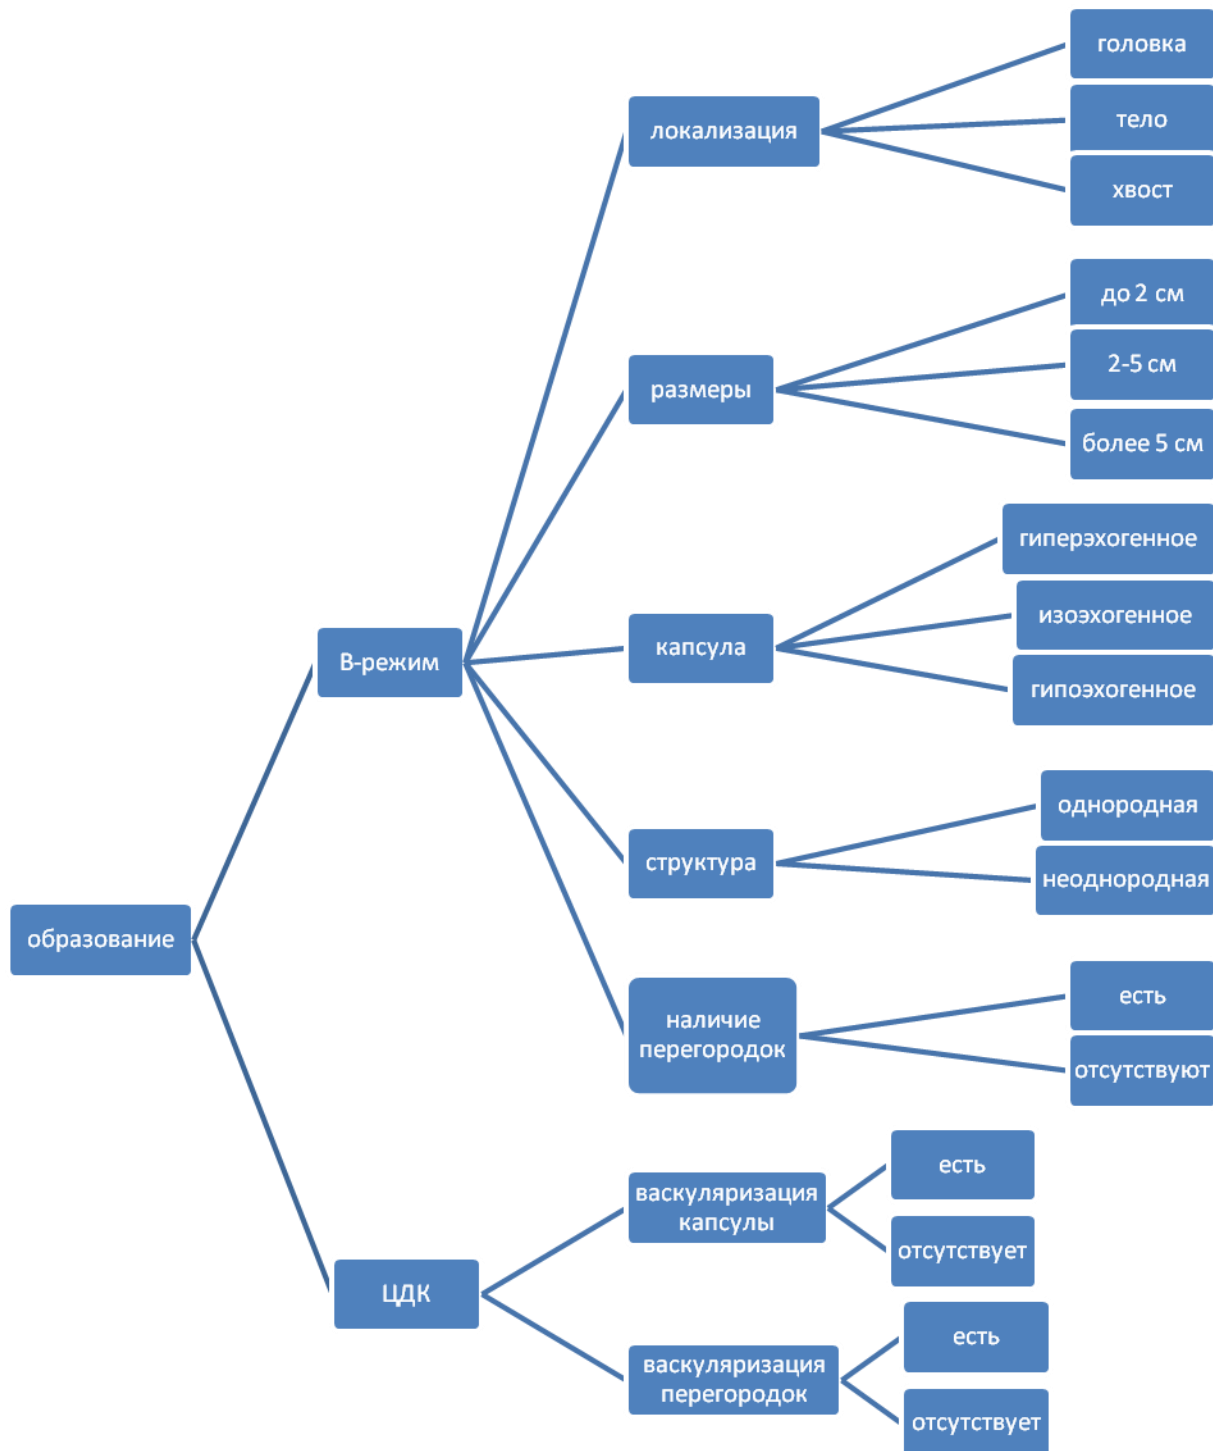 головка
локализация
тело
хвост
до 2 см
2-5 см
размеры
более 5 см
гиперэхогенное
изоэхогенное
В-режим
капсула
гипоэхогенное
однородная
структура
неоднородная
образование
есть
наличие
перегородок
отсутствуют
есть
васкуляризация
капсулы
отсутствует
ЦДК
есть
васкуляризация
перегородок
отсутствует